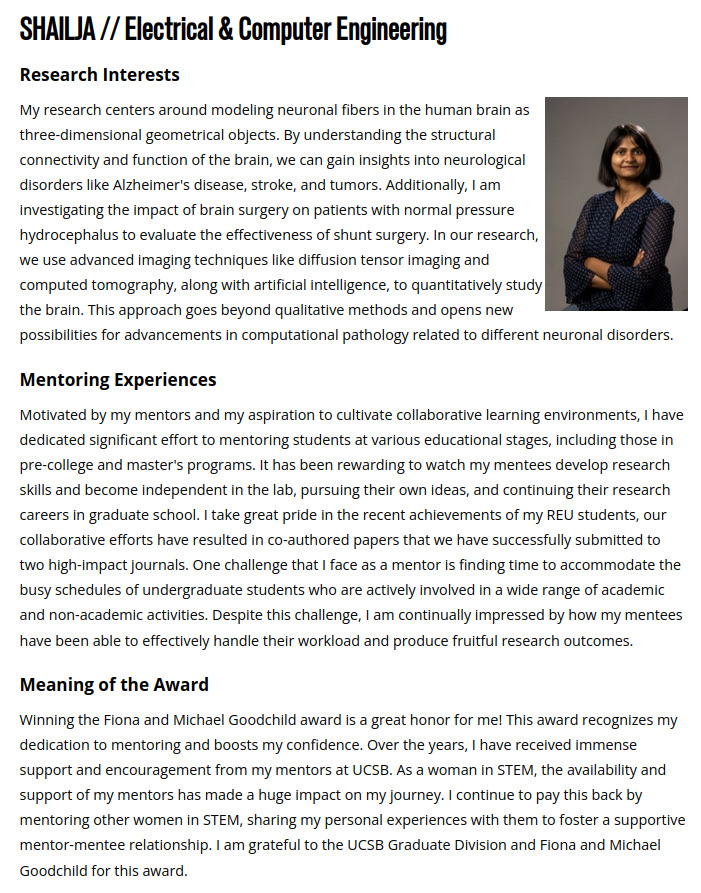 SHAILJA // Electrical & Computer Engineering
Research Interests
My research centers around modeling neuronal fibers in the human brain as
three-dimensional geometrical objects. By understanding the structural
connectivity and function of the brain, we can gain insights into neurological
disorders like Alzheimer's disease, stroke, and tumors. Additionally, I am
investigating the impact of brain surgery on patients with normal pressure
hydrocephalus to evaluate the effectiveness of shunt surgery. In our research,
we use advanced imaging techniques like diffusion tensor imaging and
computed tomography, along with artificial intelligence, to quantitatively study
the brain. This approach goes beyond qualitative methods and opens new
possibilities for advancements in computational pathology related to different neuronal disorders.
Mentoring Experiences
Motivated by my mentors and my aspiration to cultivate collaborative learning environments, I have
dedicated significant effort to mentoring students at various educational stages, including those in
pre-college and master's programs. It has been rewarding to watch my mentees develop research
skills and become independent in the lab, pursuing their own ideas, and continuing their research
careers in graduate school. I take great pride in the recent achievements of my REU students, our
collaborative efforts have resulted in co-authored papers that we have successfully submitted to
two high-impact journals. One challenge that I face as a mentor is finding time to accommodate the
busy schedules of undergraduate students who are actively involved in a wide range of academic
and non-academic activities. Despite this challenge, I am continually impressed by how my mentees
have been able to effectively handle their workload and produce fruitful research outcomes.
Meaning of the Award
Winning the Fiona and Michael Goodchild award is a great honor for me! This award recognizes my
dedication to mentoring and boosts my confidence. Over the years, I have received immense
support and encouragement from my mentors at UCSB. As a woman in STEM, the availability and
support of my mentors has made a huge impact on my journey. I continue to pay this back by
mentoring other women in STEM, sharing my personal experiences with them to foster a supportive
mentor-mentee relationship. I am grateful to the UCSB Graduate Division and Fiona and Michael
Goodchild for this award.